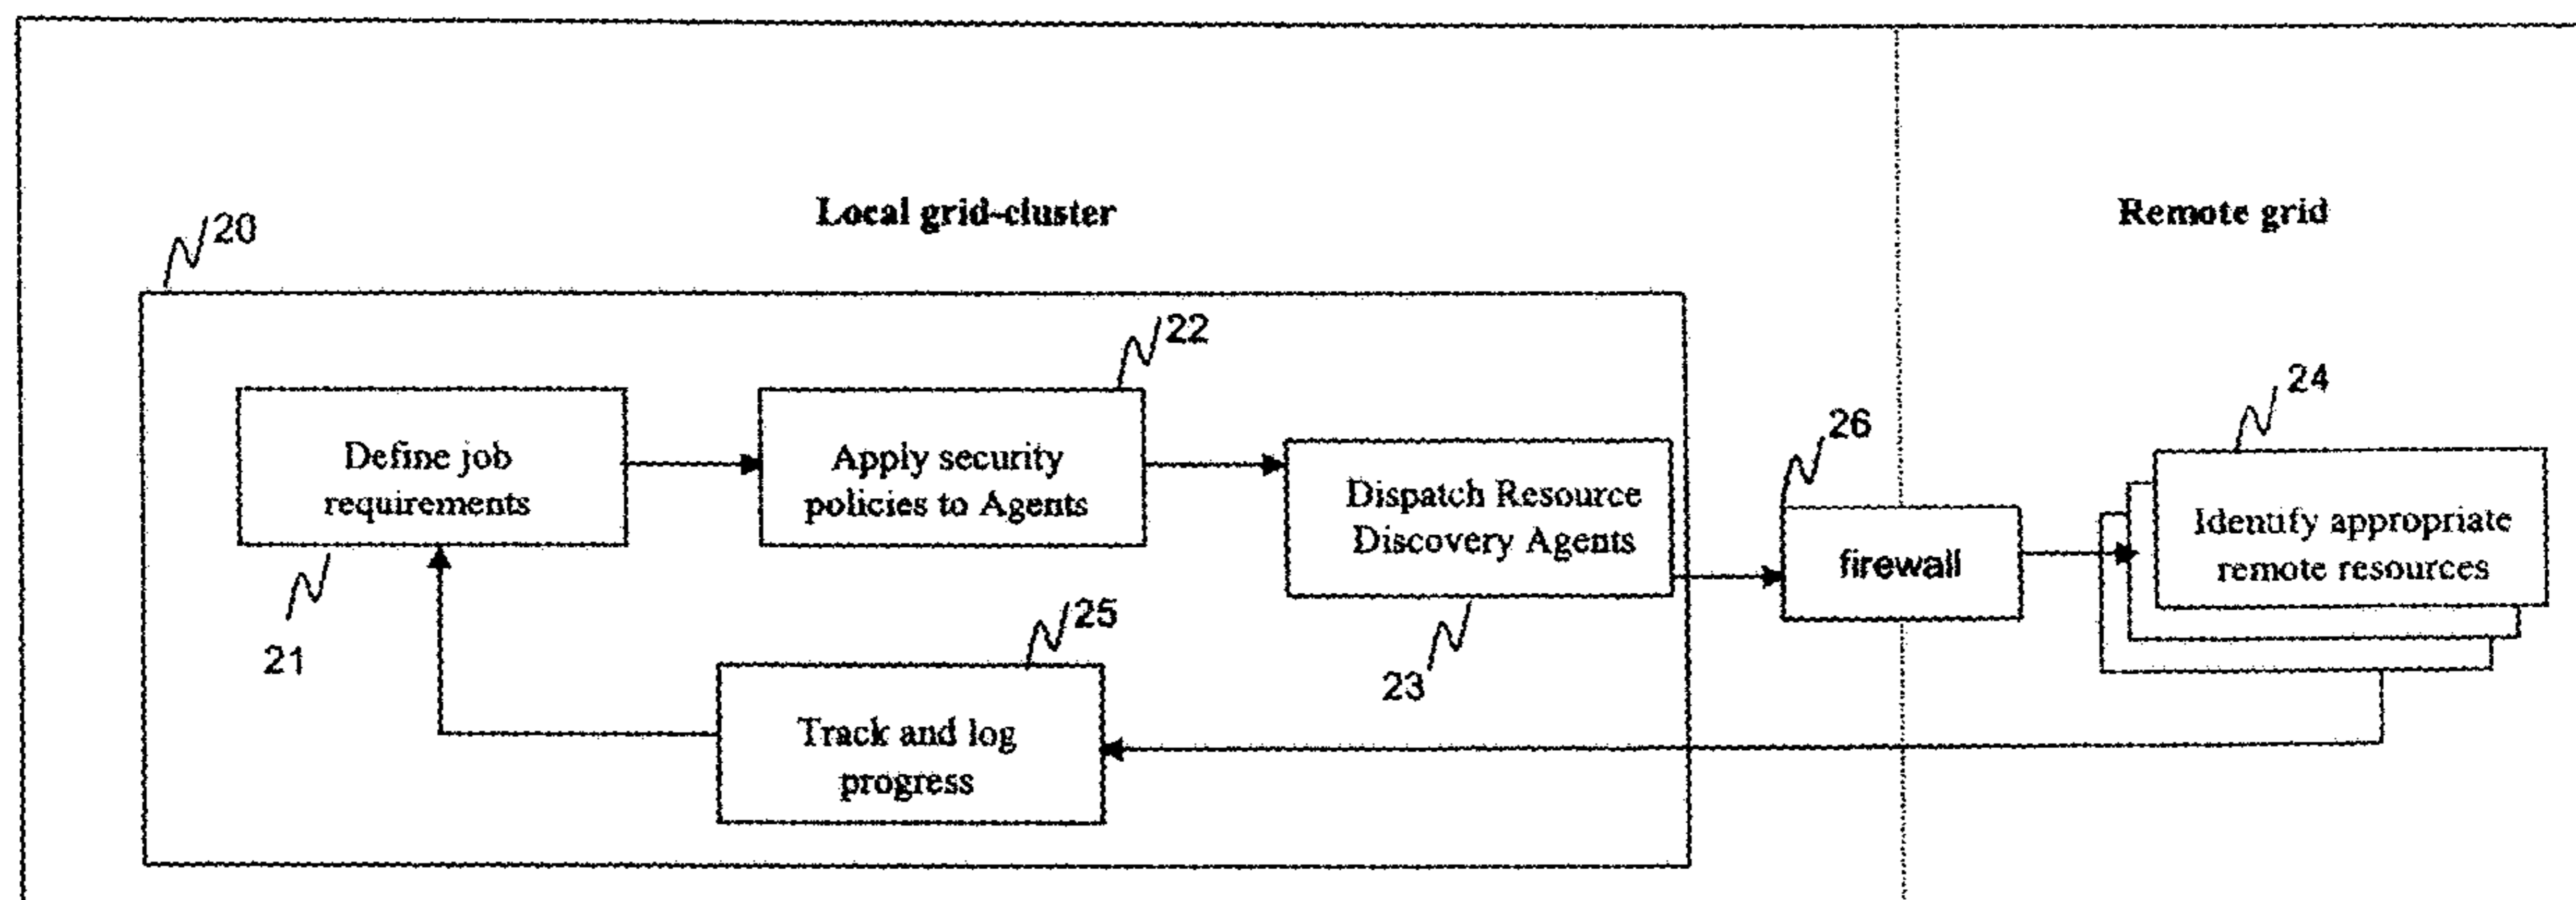 Local grid-cluster
Remote grid
20
22
24
26
Define job
requirements
Apply security
policies to Agents
Dispatch Resource
Discovery Agents
firewall
Identify appropriate
remote resources
21
25
23
Track and log
progress